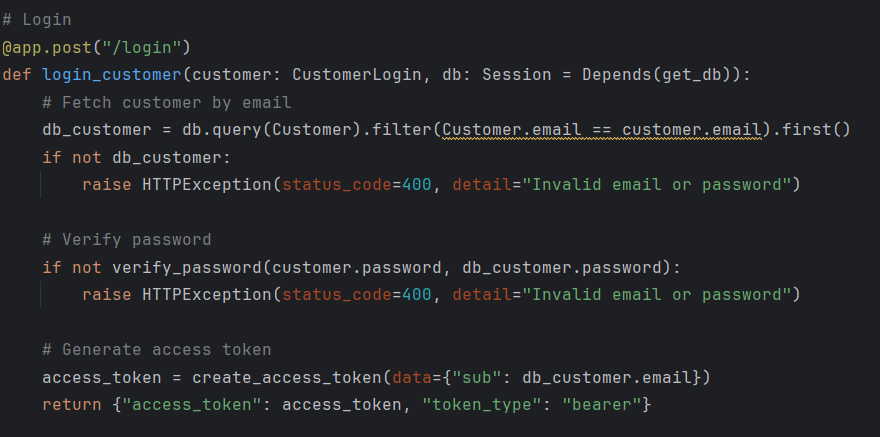 # Login
@app.post("/login")
def login_customer(customer: CustomerLogin, db: Session = Depends(get_db)):
    # Fetch customer by email
    db_customer = db.query(Customer).filter(Customer.email == customer.email).first()
    if not db_customer:
        raise HTTPException(status_code=400, detail="Invalid email or password")

    # Verify password
    if not verify_password(customer.password, db_customer.password):
        raise HTTPException(status_code=400, detail="Invalid email or password")

    # Generate access token
    access_token = create_access_token(data={"sub": db_customer.email})
    return {"access_token": access_token, "token_type": "bearer"}